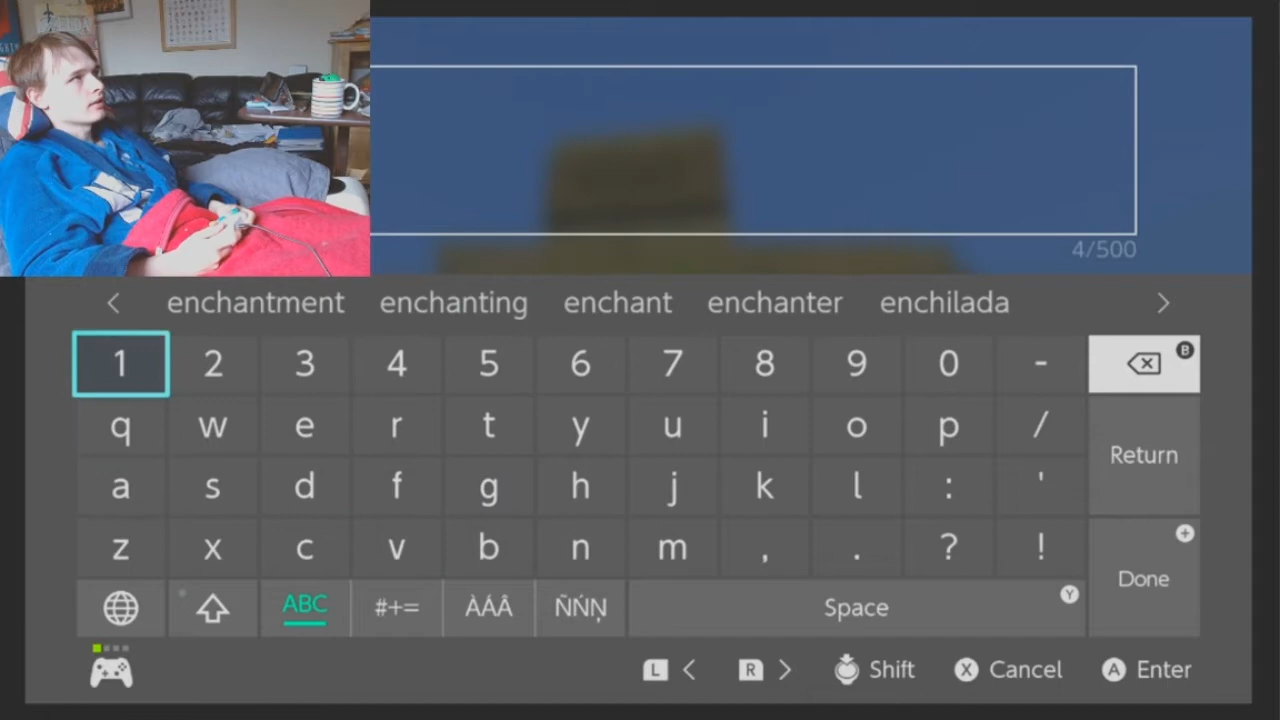 4/500
< enchantment enchanting enchant enchanter enchilada >
1 2 3 4 5 6 7 8 9 0 - B
q w e r t y u i o p /
Return
a s d f g h j k l : '
z x c v b n m , . ? ! +
Done
ABC #+= ÀÁÂ ÑŃŅ Space Y
L < R > Shift X Cancel A Enter